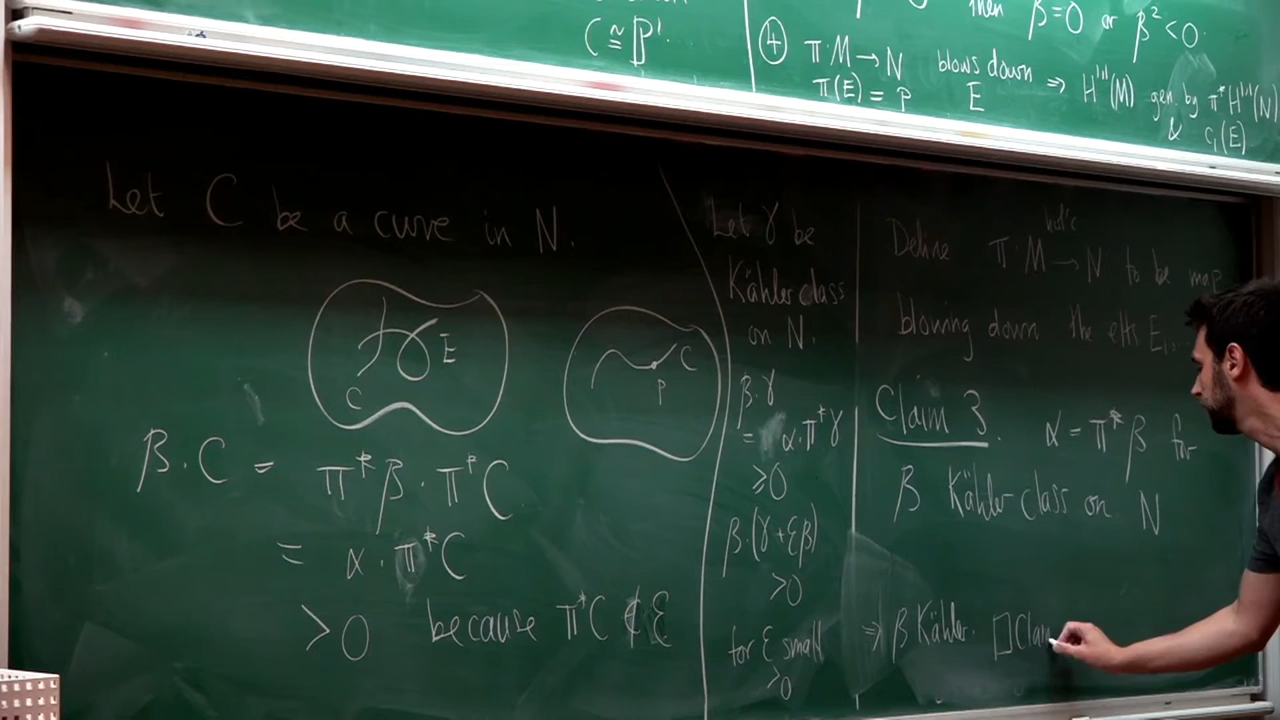 C ≅ ℙ¹.
then β=0 or β²<0.
④ π:M→N blows down ⇒ H¹'¹(M) gen. by π*H¹'¹(N)
π(E) = P E & c₁(E)
Let C be a curve in N.
E
C
C
P
β.C = π*β.π*C
= α.π*C
>0 because π*C ∉ Ɛ
Let γ be
Kähler class
on N.
β.γ
= α.π*γ
⩾0
β.(γ+εβ)
>0
for ε small
>0
Define π:M→N to be map
blowing down the
Claim 3. α = π*β for
β Kähler class on N
⇒ β Kähler. □ Claim